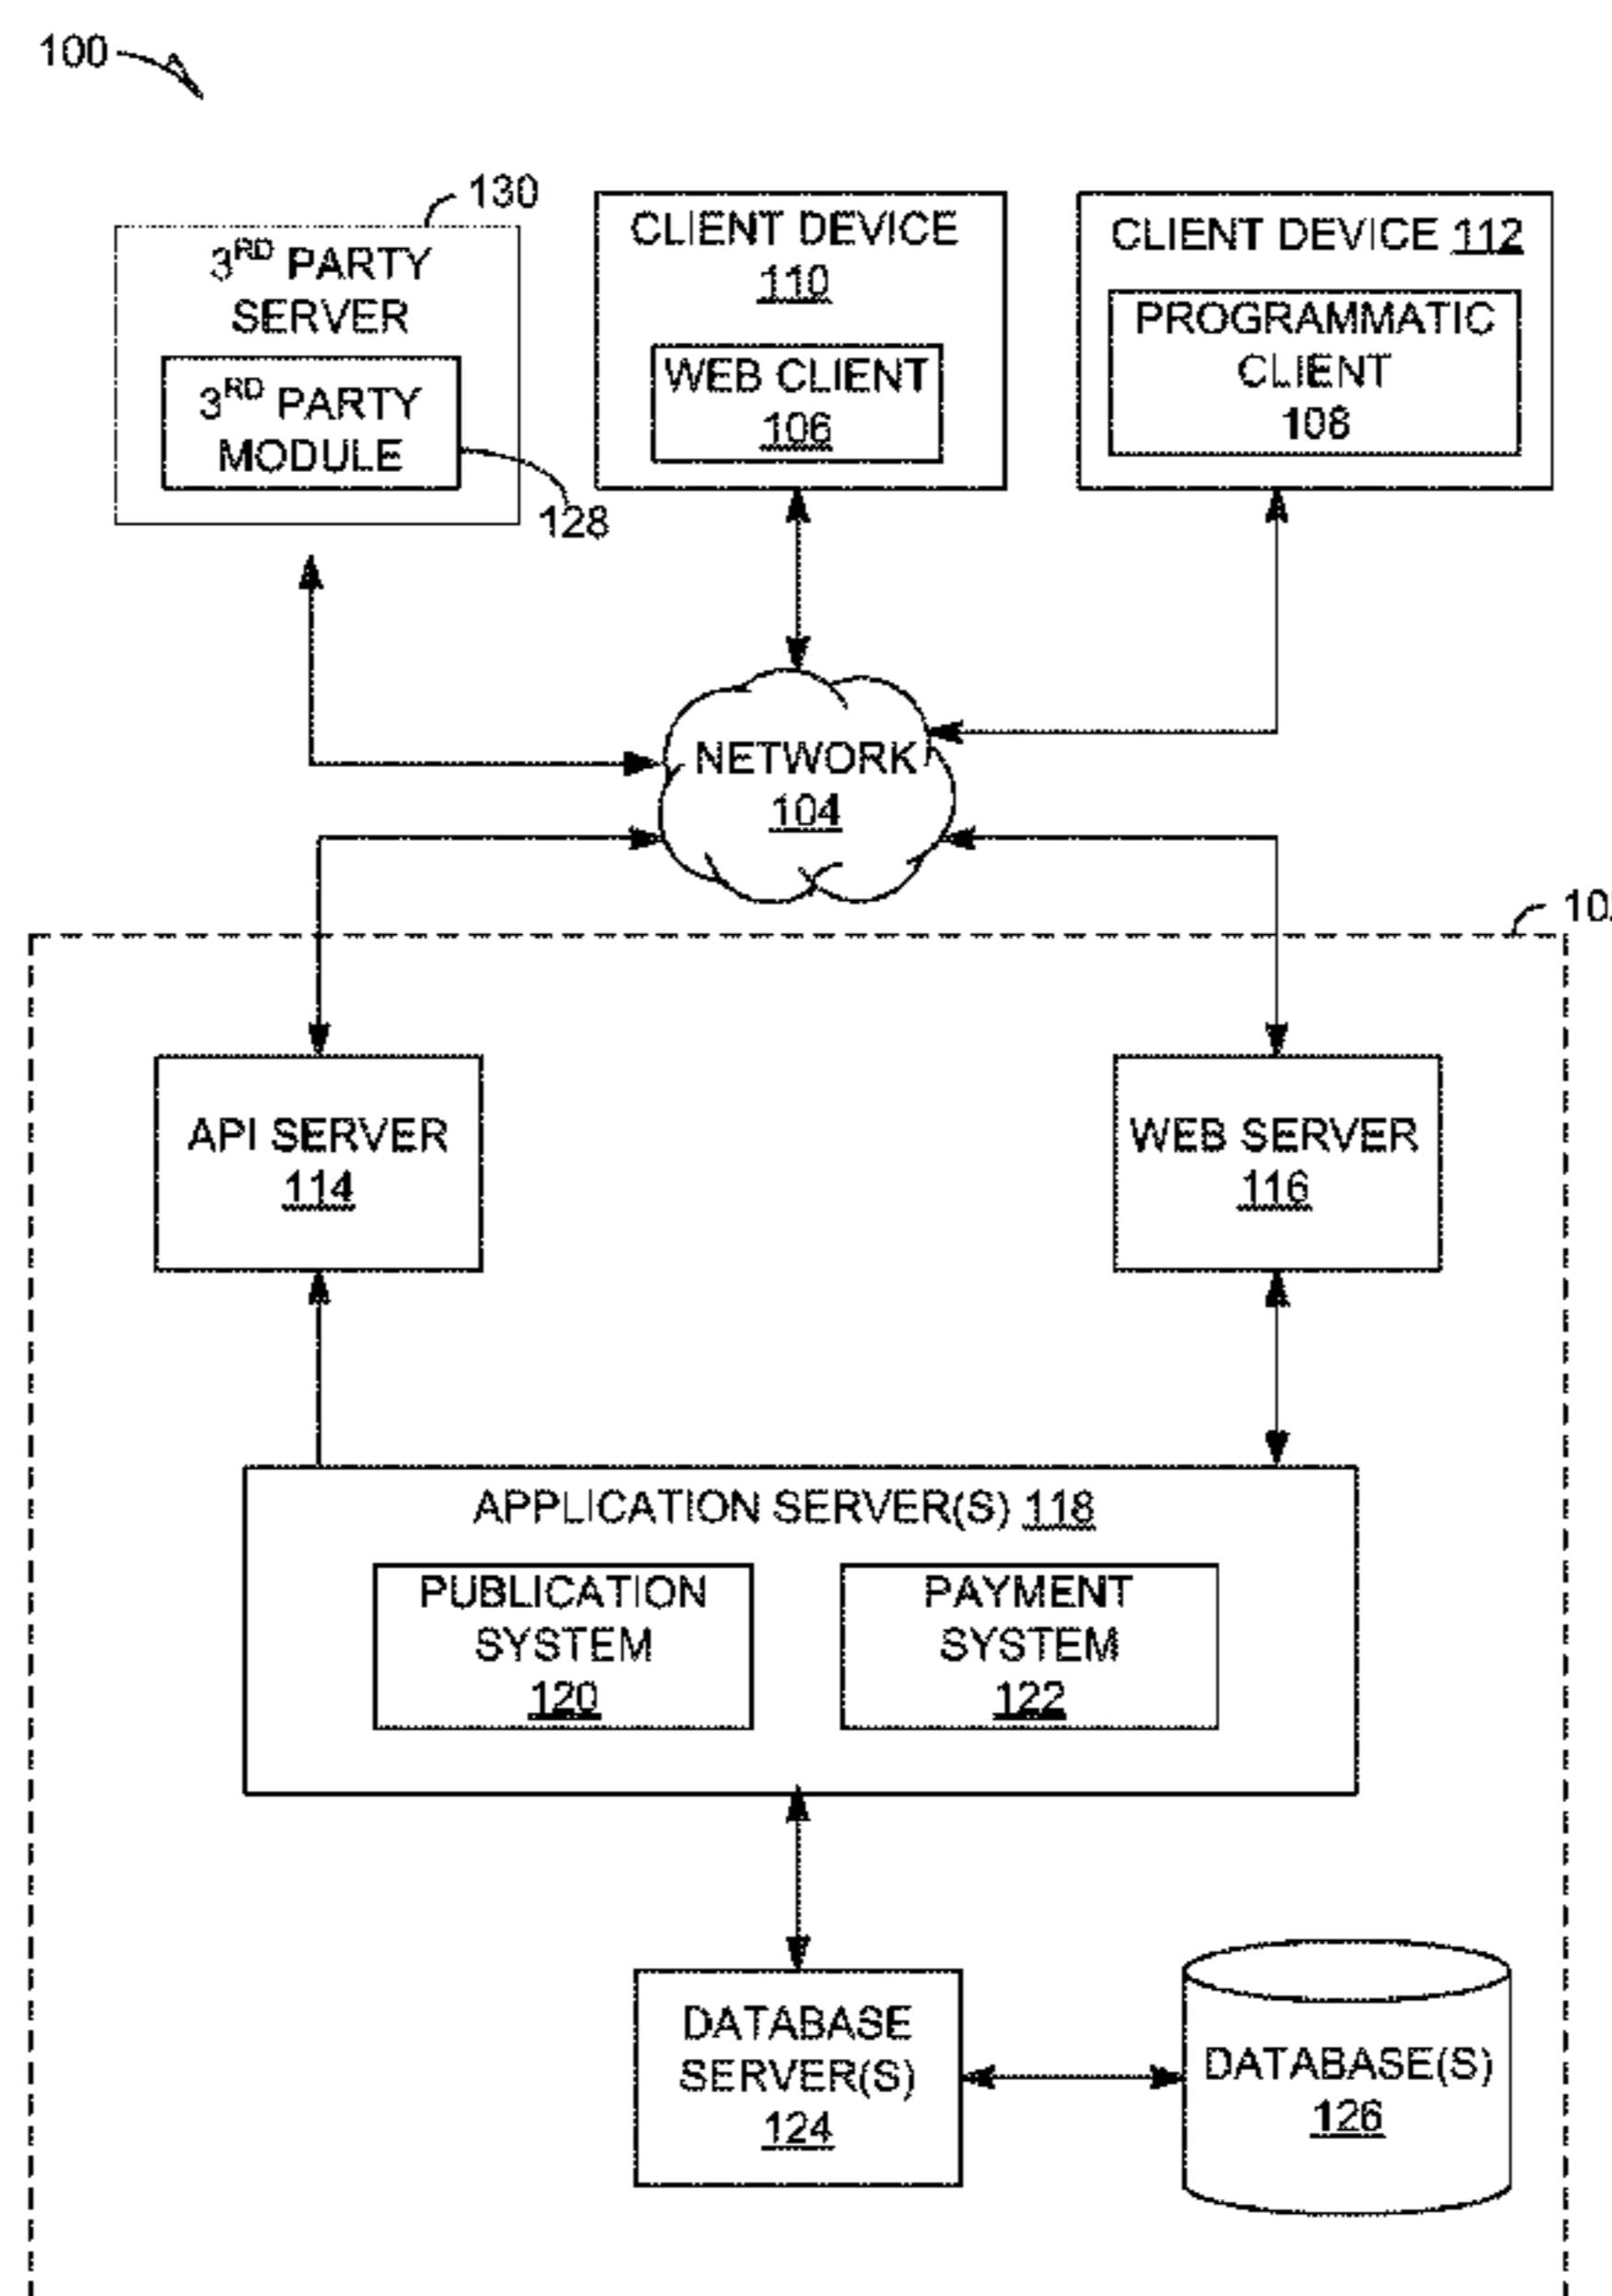 100
130
3RD PARTY
SERVER
3RD PARTY
MODULE
128
CLIENT DEVICE
110
WEB CLIENT
106
CLIENT DEVICE 112
PROGRAMMATIC
CLIENT
108
NETWORK
104
API SERVER
114
WEB SERVER
116
APPLICATION SERVER(S) 118
PUBLICATION
SYSTEM
120
PAYMENT
SYSTEM
122
DATABASE
SERVER(S)
124
DATABASE(S)
126